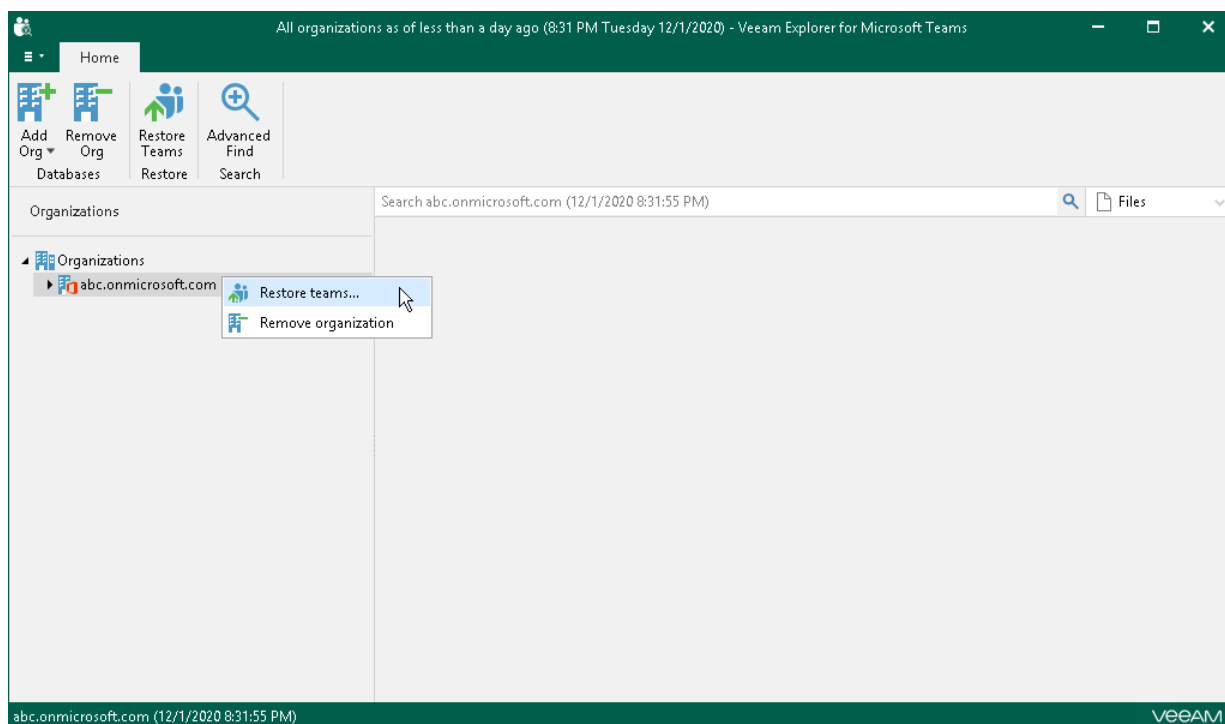 All organizations as of less than a day ago (8:31 PM Tuesday 12/1/2020) - Veeam Explorer for Microsoft Teams
Home
Add Org
Remove Org
Restore Teams
Advanced Find
Databases
Restore
Search
Organizations
Search abc.onmicrosoft.com (12/1/2020 8:31:55 PM)
Files
Organizations
abc.onmicrosoft.com
Restore teams...
Remove organization
abc.onmicrosoft.com (12/1/2020 8:31:55 PM)
VEEAM